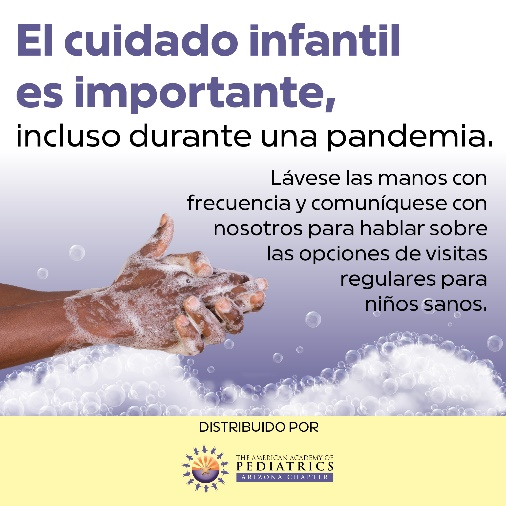 El cuidado infantil
es importante,
incluso durante una pandemia.
Lávese las manos con
frecuencia y comuníquese con
nosotros para hablar sobre
las opciones de visitas
regulares para
niños sanos.
DISTRIBUIDO POR
THE AMERICAN ACADEMY OF
PEDIATRICS
ARIZONA CHAPTER